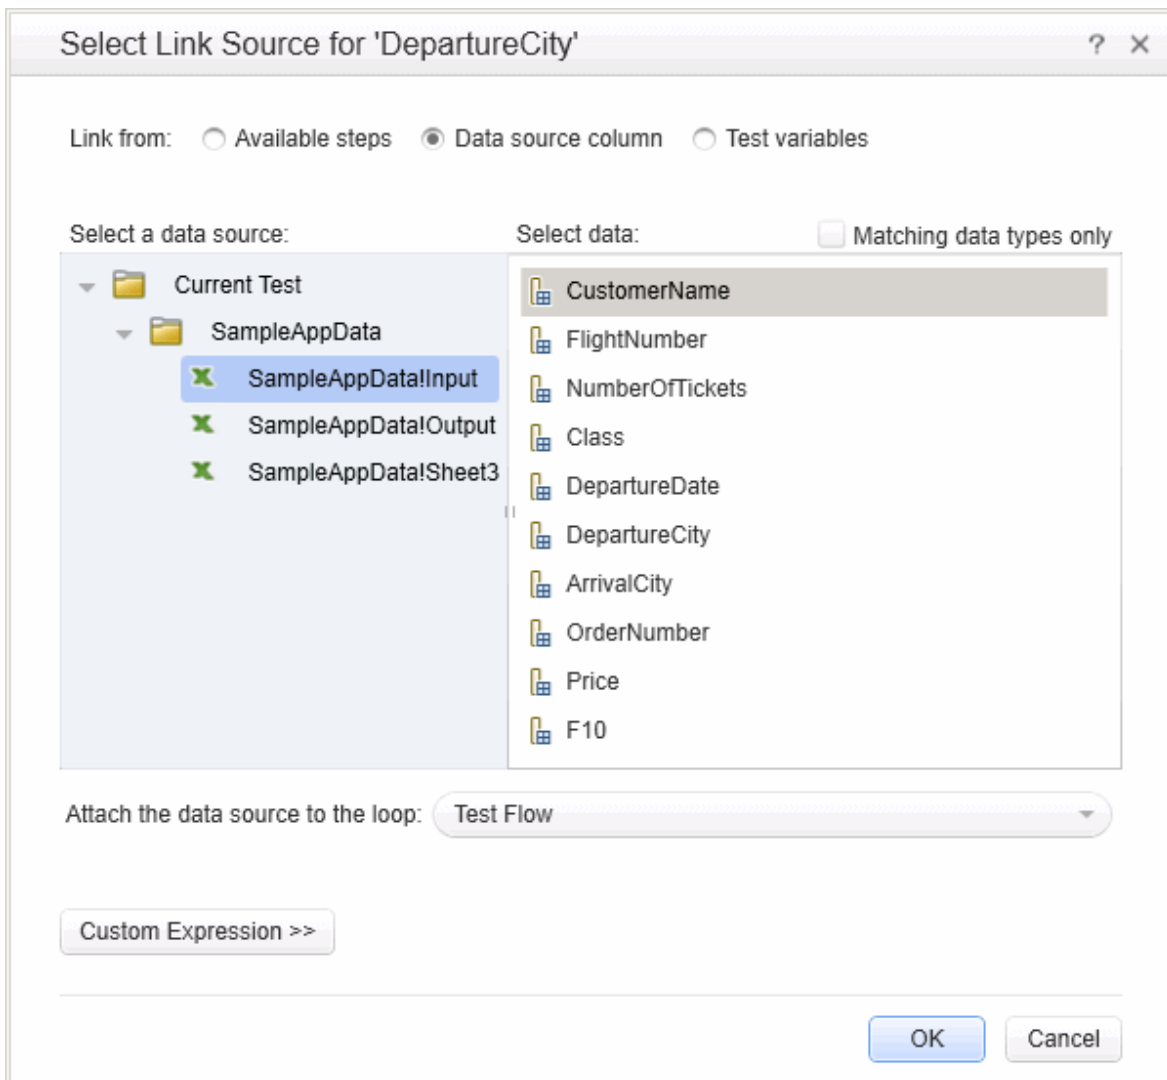 Select Link Source for 'DepartureCity' ? ×
Link from: Available steps Data source column Test variables
Select a data source:
Current Test
SampleAppData
SampleAppData!Input
SampleAppData!Output
SampleAppData!Sheet3
Select data: Matching data types only
CustomerName
FlightNumber
NumberOfTickets
Class
DepartureDate
DepartureCity
ArrivalCity
OrderNumber
Price
F10
Attach the data source to the loop: Test Flow
Custom Expression >>
OK Cancel